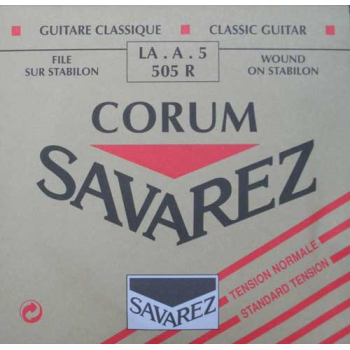 GUITARE CLASSIQUE
CLASSIC GUITAR
FILE
SUR STABILON
LA . A . 5
505 R
WOUND
ON STABILON
CORUM
SAVAREZ
TENSION NORMALE
STANDARD TENSION
SAVAREZ